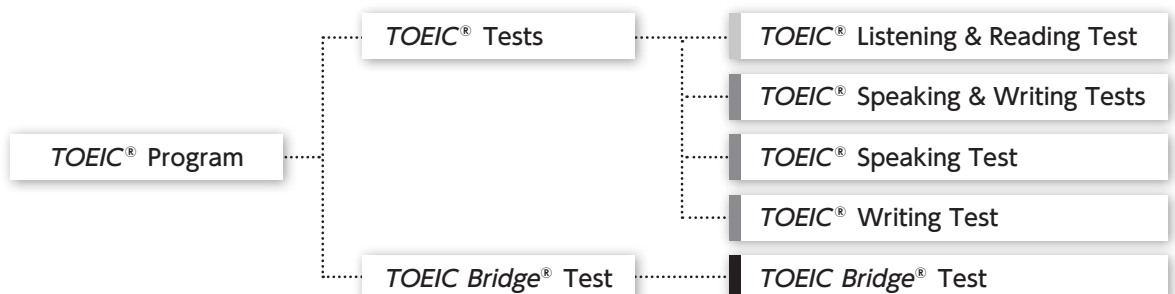 TOEIC® Program
TOEIC® Tests
TOEIC® Listening & Reading Test
TOEIC® Speaking & Writing Tests
TOEIC® Speaking Test
TOEIC® Writing Test
TOEIC Bridge® Test
TOEIC Bridge® Test